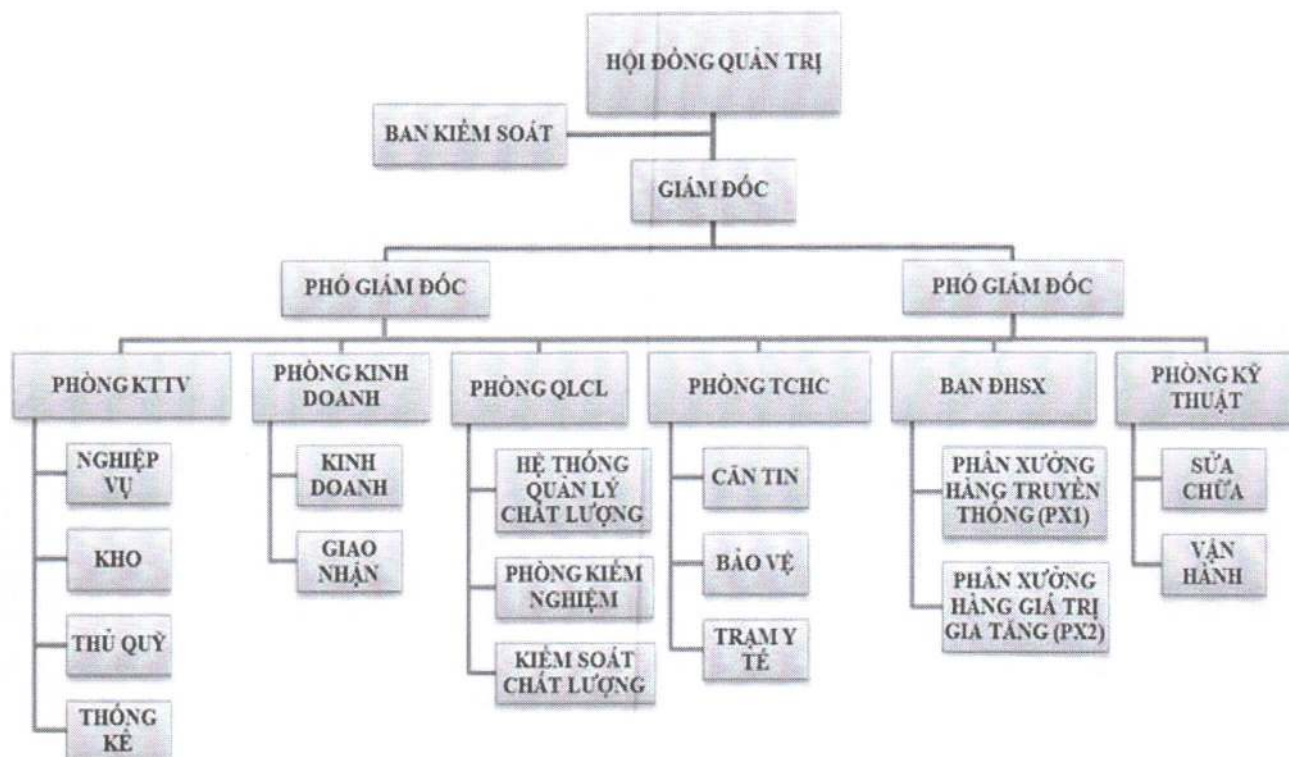 HỘI ĐỒNG QUẢN TRỊ
BAN KIỂM SOÁT
GIÁM ĐỐC
PHÓ GIÁM ĐỐC
PHÓ GIÁM ĐỐC
PHÒNG KTTV
PHÒNG KINH
DOANH
PHÒNG QLCL
PHÒNG TCHC
BAN ĐHSX
PHÒNG KỸ
THUẬT
NGHIỆP
VỤ
KHO
THỦ QUỸ
THỐNG
KÊ
KINH
DOANH
GIAO
NHẬN
HỆ THỐNG
QUẢN LÝ
CHẤT LƯỢNG
PHÒNG KIỂM
NGHIỆM
KIỂM SOÁT
CHẤT LƯỢNG
CĂN TIN
BẢO VỆ
TRẠM Y
TẾ
PHÂN XƯỞNG
HÀNG TRUYỀN
THỐNG (PX1)
PHÂN XƯỞNG
HÀNG GIÁ TRỊ
GIA TĂNG (PX2)
SỬA
CHỮA
VẬN
HÀNH